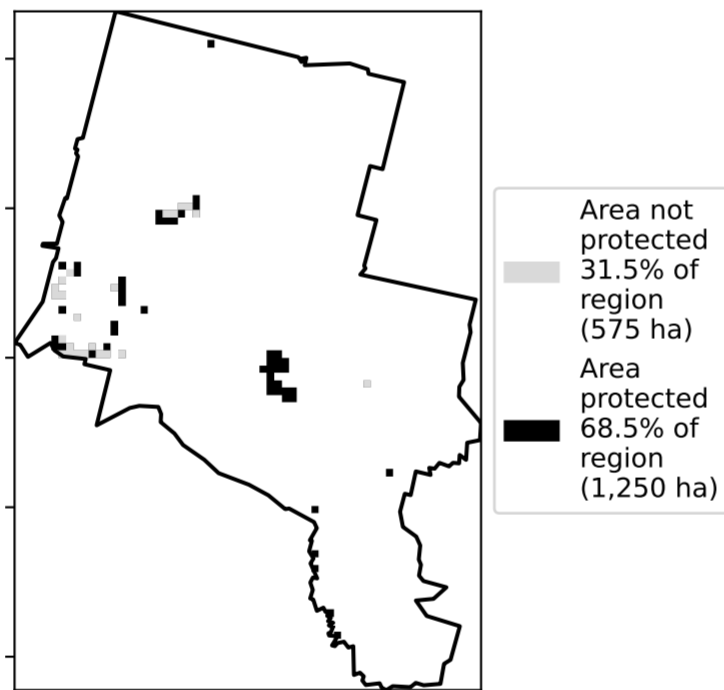 Area not
protected
31.5% of
region
(575 ha)
Area
protected
68.5% of
region
(1,250 ha)